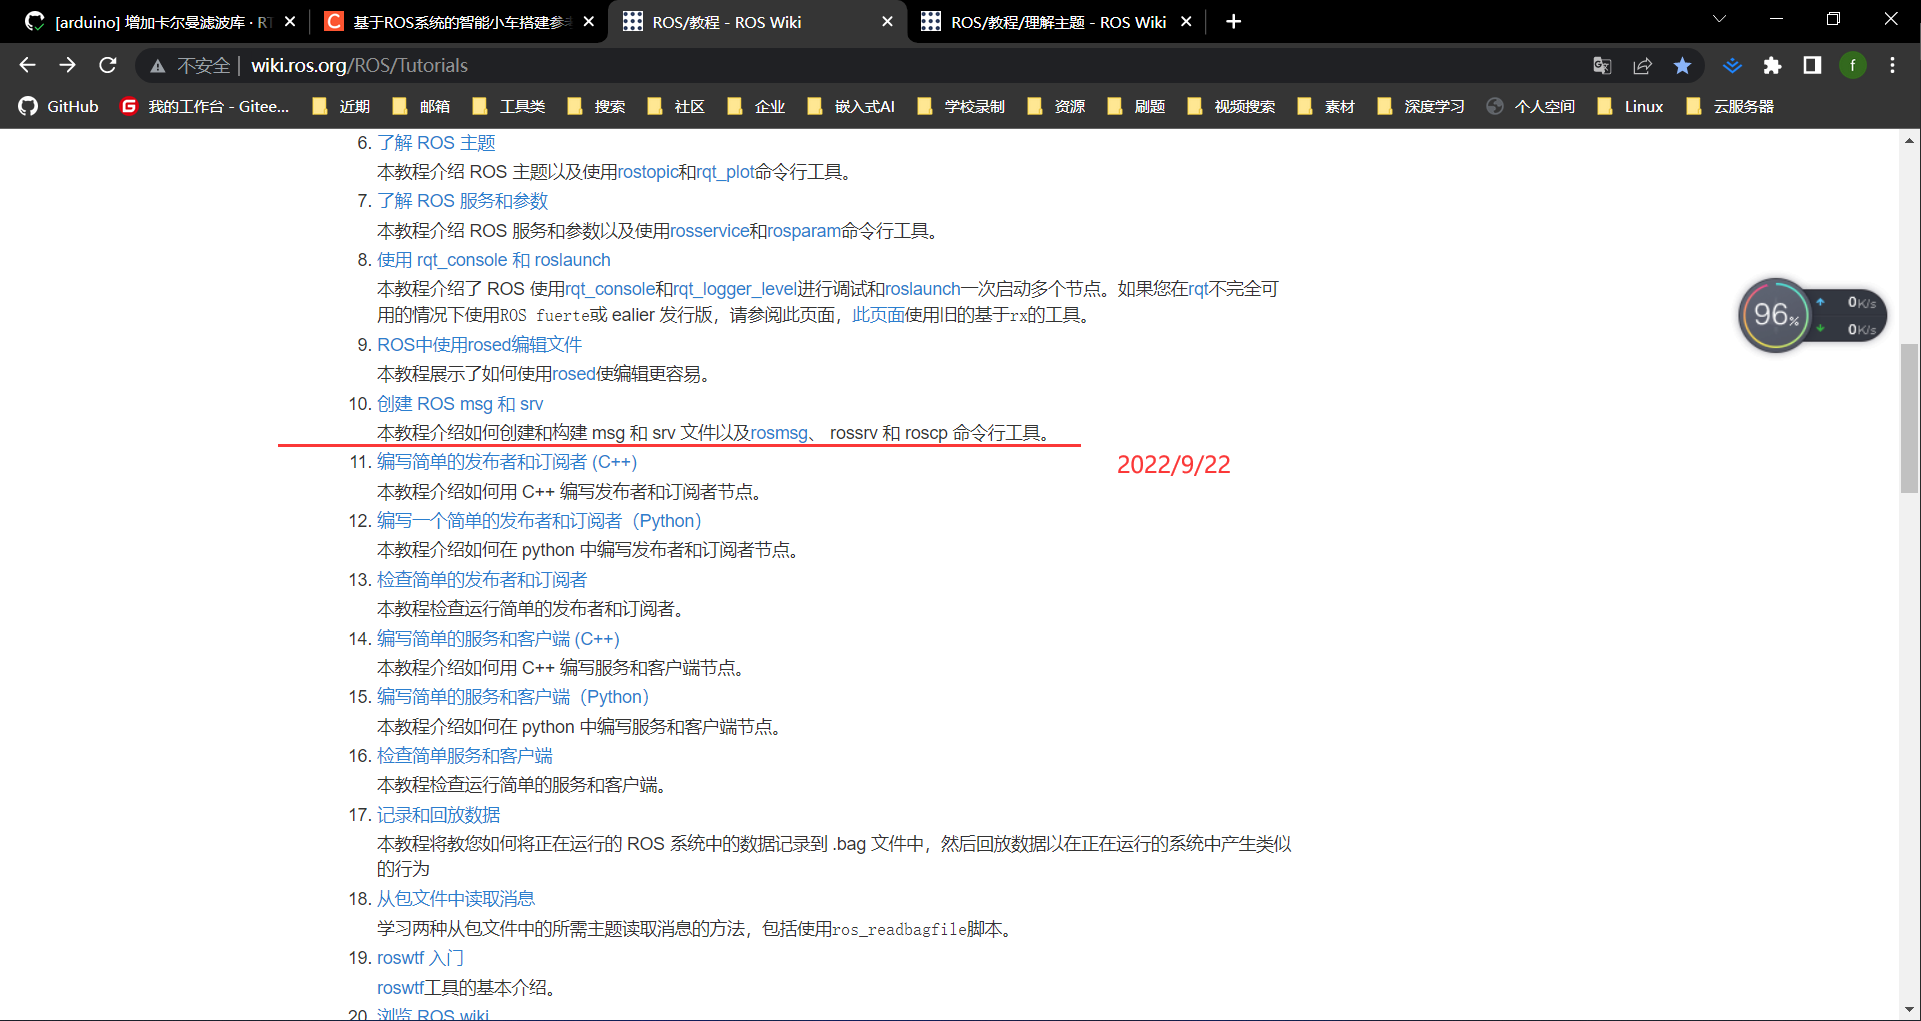 [arduino] 增加卡尔曼滤波库 · RT
基于ROS系统的智能小车搭建参考
ROS/教程 - ROS Wiki
ROS/教程/理解主题 - ROS Wiki
不安全 | wiki.ros.org/ROS/Tutorials
f
GitHub
我的工作台 - Gitee...
近期
邮箱
工具类
搜索
社区
企业
嵌入式AI
学校录制
资源
刷题
视频搜索
素材
深度学习
个人空间
Linux
云服务器
6. 了解 ROS 主题
本教程介绍 ROS 主题以及使用rostopic和rqt_plot命令行工具。
7. 了解 ROS 服务和参数
本教程介绍 ROS 服务和参数以及使用rosservice和rosparam命令行工具。
8. 使用 rqt_console 和 roslaunch
本教程介绍了 ROS 使用rqt_console和rqt_logger_level进行调试和roslaunch一次启动多个节点。如果您在rqt不完全可
用的情况下使用ROS fuerte或 ealier 发行版，请参阅此页面，此页面使用旧的基于rx的工具。
9. ROS中使用rosed编辑文件
本教程展示了如何使用rosed使编辑更容易。
10. 创建 ROS msg 和 srv
本教程介绍如何创建和构建 msg 和 srv 文件以及rosmsg、 rossrv 和 roscp 命令行工具。
11. 编写简单的发布者和订阅者 (C++)
2022/9/22
本教程介绍如何用 C++ 编写发布者和订阅者节点。
12. 编写一个简单的发布者和订阅者（Python）
本教程介绍如何在 python 中编写发布者和订阅者节点。
13. 检查简单的发布者和订阅者
本教程检查运行简单的发布者和订阅者。
14. 编写简单的服务和客户端 (C++)
本教程介绍如何用 C++ 编写服务和客户端节点。
15. 编写简单的服务和客户端（Python）
本教程介绍如何在 python 中编写服务和客户端节点。
16. 检查简单服务和客户端
本教程检查运行简单的服务和客户端。
17. 记录和回放数据
本教程将教您如何将正在运行的 ROS 系统中的数据记录到 .bag 文件中，然后回放数据以在正在运行的系统中产生类似
的行为
18. 从包文件中读取消息
学习两种从包文件中的所需主题读取消息的方法，包括使用ros_readbagfile脚本。
19. roswtf 入门
roswtf工具的基本介绍。
20. 浏览 ROS wiki
96%
0K/s
0K/s